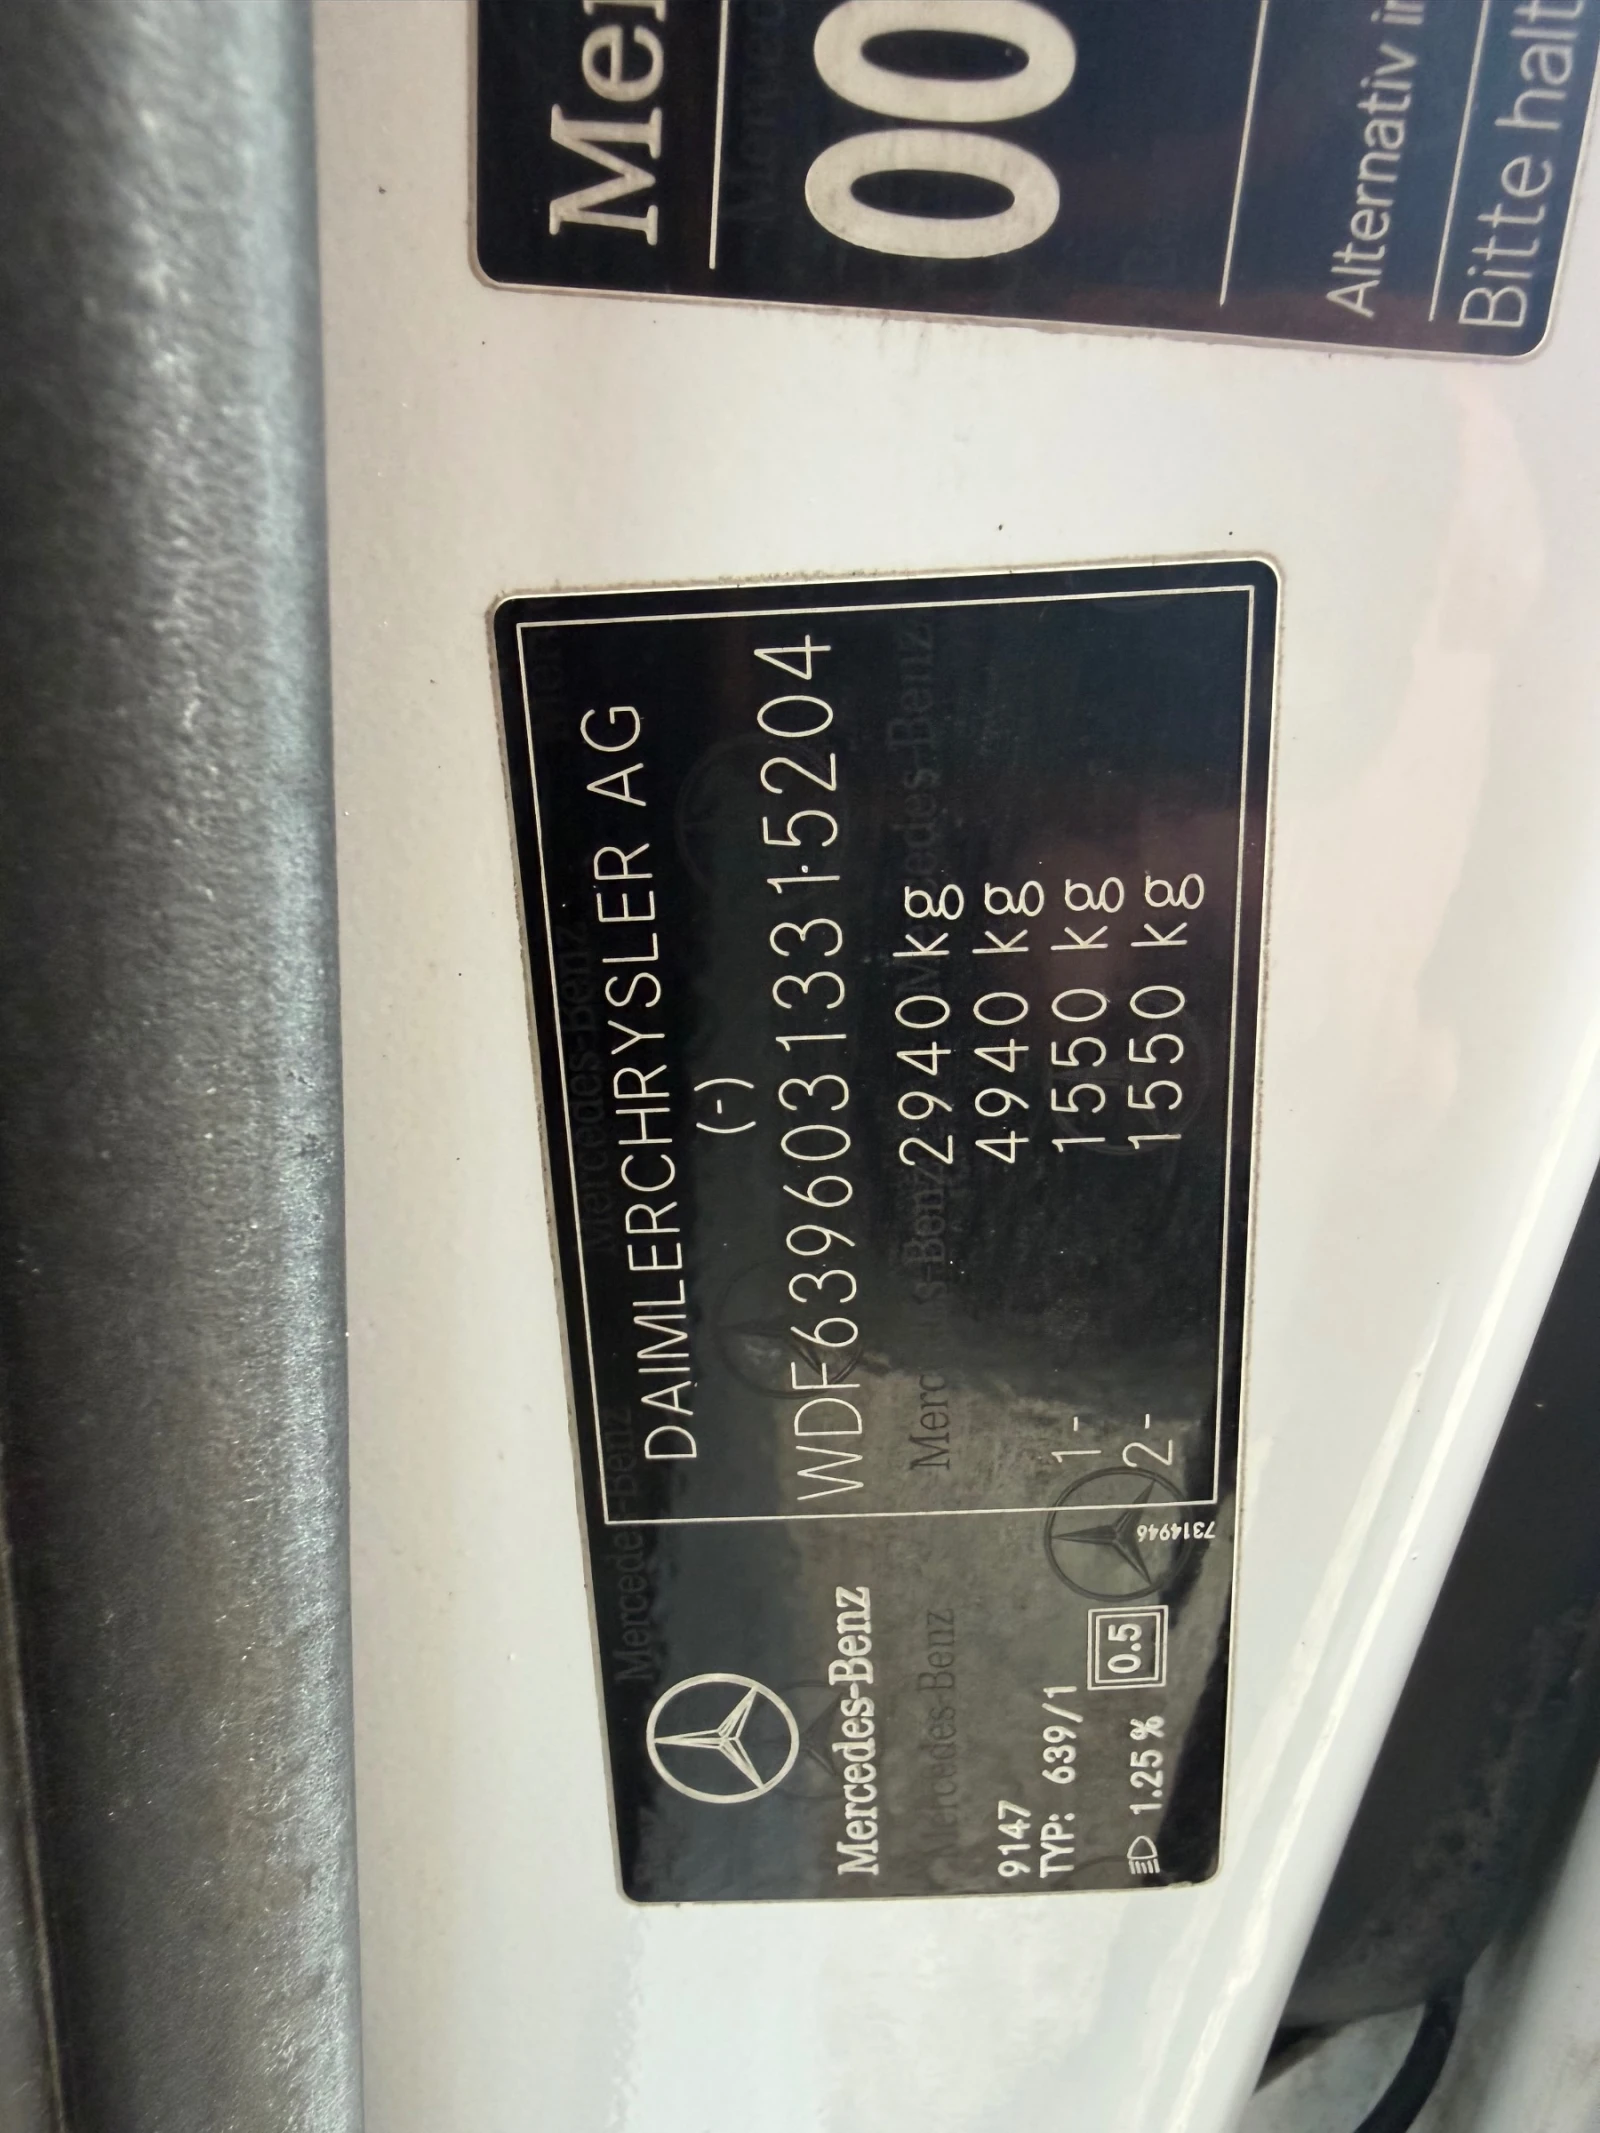 Mercedes-Benz
9147
TYP: 639/1
1.25% 0.5
7314946
DAIMLERCHRYSLER AG
(-)
WDF63960313315204
2940 kg
4940 kg
1- 1550 kg
2- 1550 kg
Mer
00
Alternativ
Bitte halt